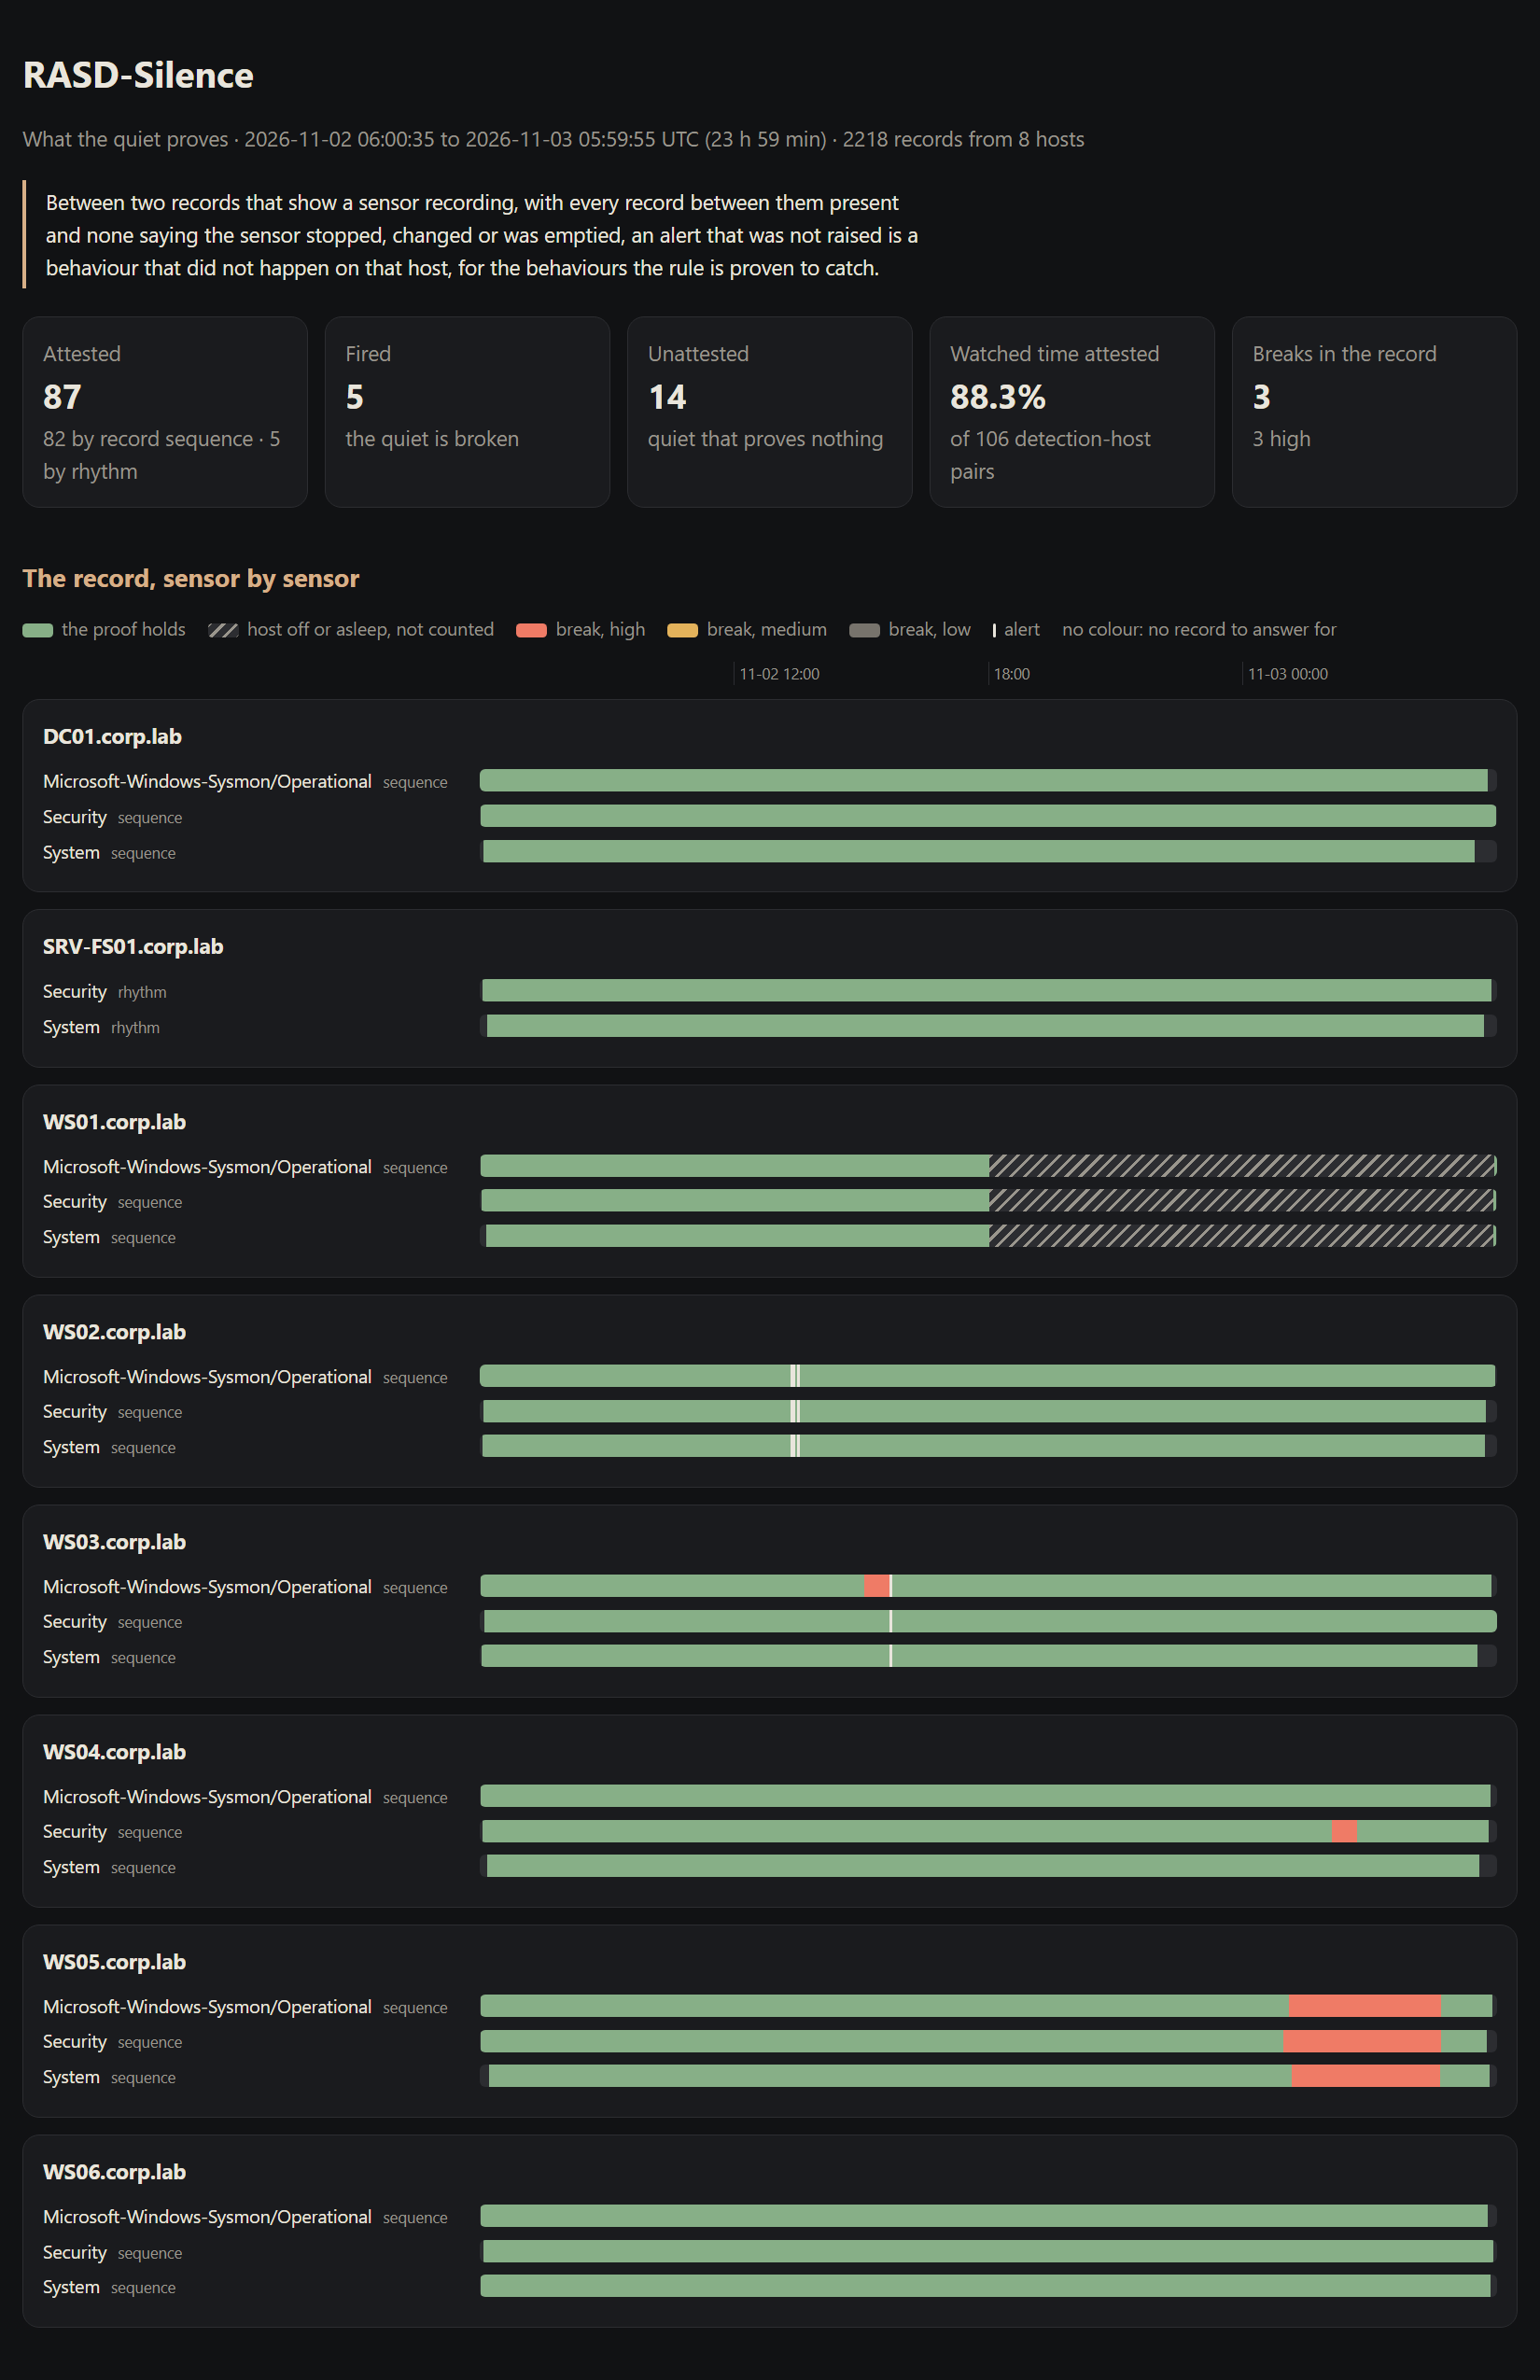 RASD-Silence
What the quiet proves · 2026-11-02 06:00:35 to 2026-11-03 05:59:55 UTC (23 h 59 min) · 2218 records from 8 hosts
Between two records that show a sensor recording, with every record between them present
and none saying the sensor stopped, changed or was emptied, an alert that was not raised is a
behaviour that did not happen on that host, for the behaviours the rule is proven to catch.
Attested
87
82 by record sequence · 5
by rhythm
Fired
5
the quiet is broken
Unattested
14
quiet that proves nothing
Watched time attested
88.3%
of 106 detection-host
pairs
Breaks in the record
3
3 high
The record, sensor by sensor
the proof holds host off or asleep, not counted break, high break, medium break, low alert no colour: no record to answer for
11-02 12:00 18:00 11-03 00:00
DC01.corp.lab
Microsoft-Windows-Sysmon/Operational sequence
Security sequence
System sequence
SRV-FS01.corp.lab
Security rhythm
System rhythm
WS01.corp.lab
Microsoft-Windows-Sysmon/Operational sequence
Security sequence
System sequence
WS02.corp.lab
Microsoft-Windows-Sysmon/Operational sequence
Security sequence
System sequence
WS03.corp.lab
Microsoft-Windows-Sysmon/Operational sequence
Security sequence
System sequence
WS04.corp.lab
Microsoft-Windows-Sysmon/Operational sequence
Security sequence
System sequence
WS05.corp.lab
Microsoft-Windows-Sysmon/Operational sequence
Security sequence
System sequence
WS06.corp.lab
Microsoft-Windows-Sysmon/Operational sequence
Security sequence
System sequence